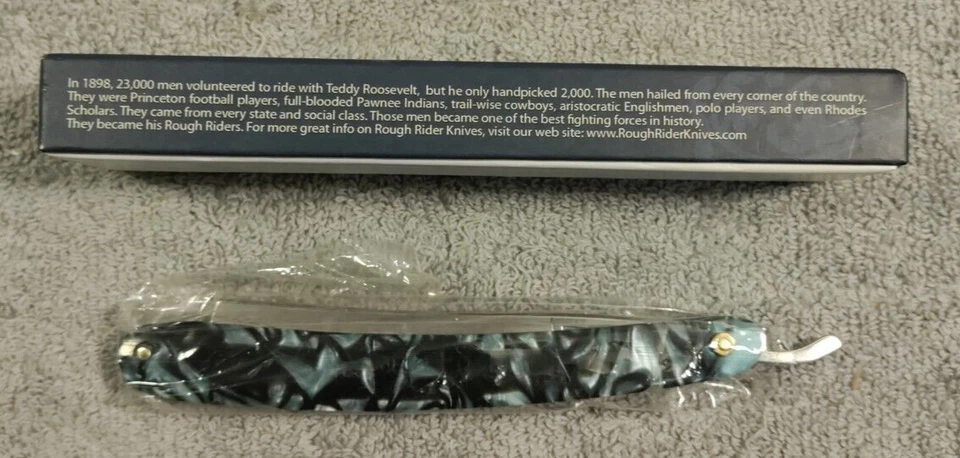 In 1898, 23,000 men volunteered to ride with Teddy Roosevelt, but he only handpicked 2,000. The men hailed from every corner of the country.
They were Princeton football players, full-blooded Pawnee Indians, trail-wise cowboys, aristocratic Englishmen, polo players, and even Rhodes
Scholars. They came from every state and social class. Those men became one of the best fighting forces in history.
They became his Rough Riders. For more great info on Rough Rider Knives, visit our web site: www.RoughRiderKnives.com